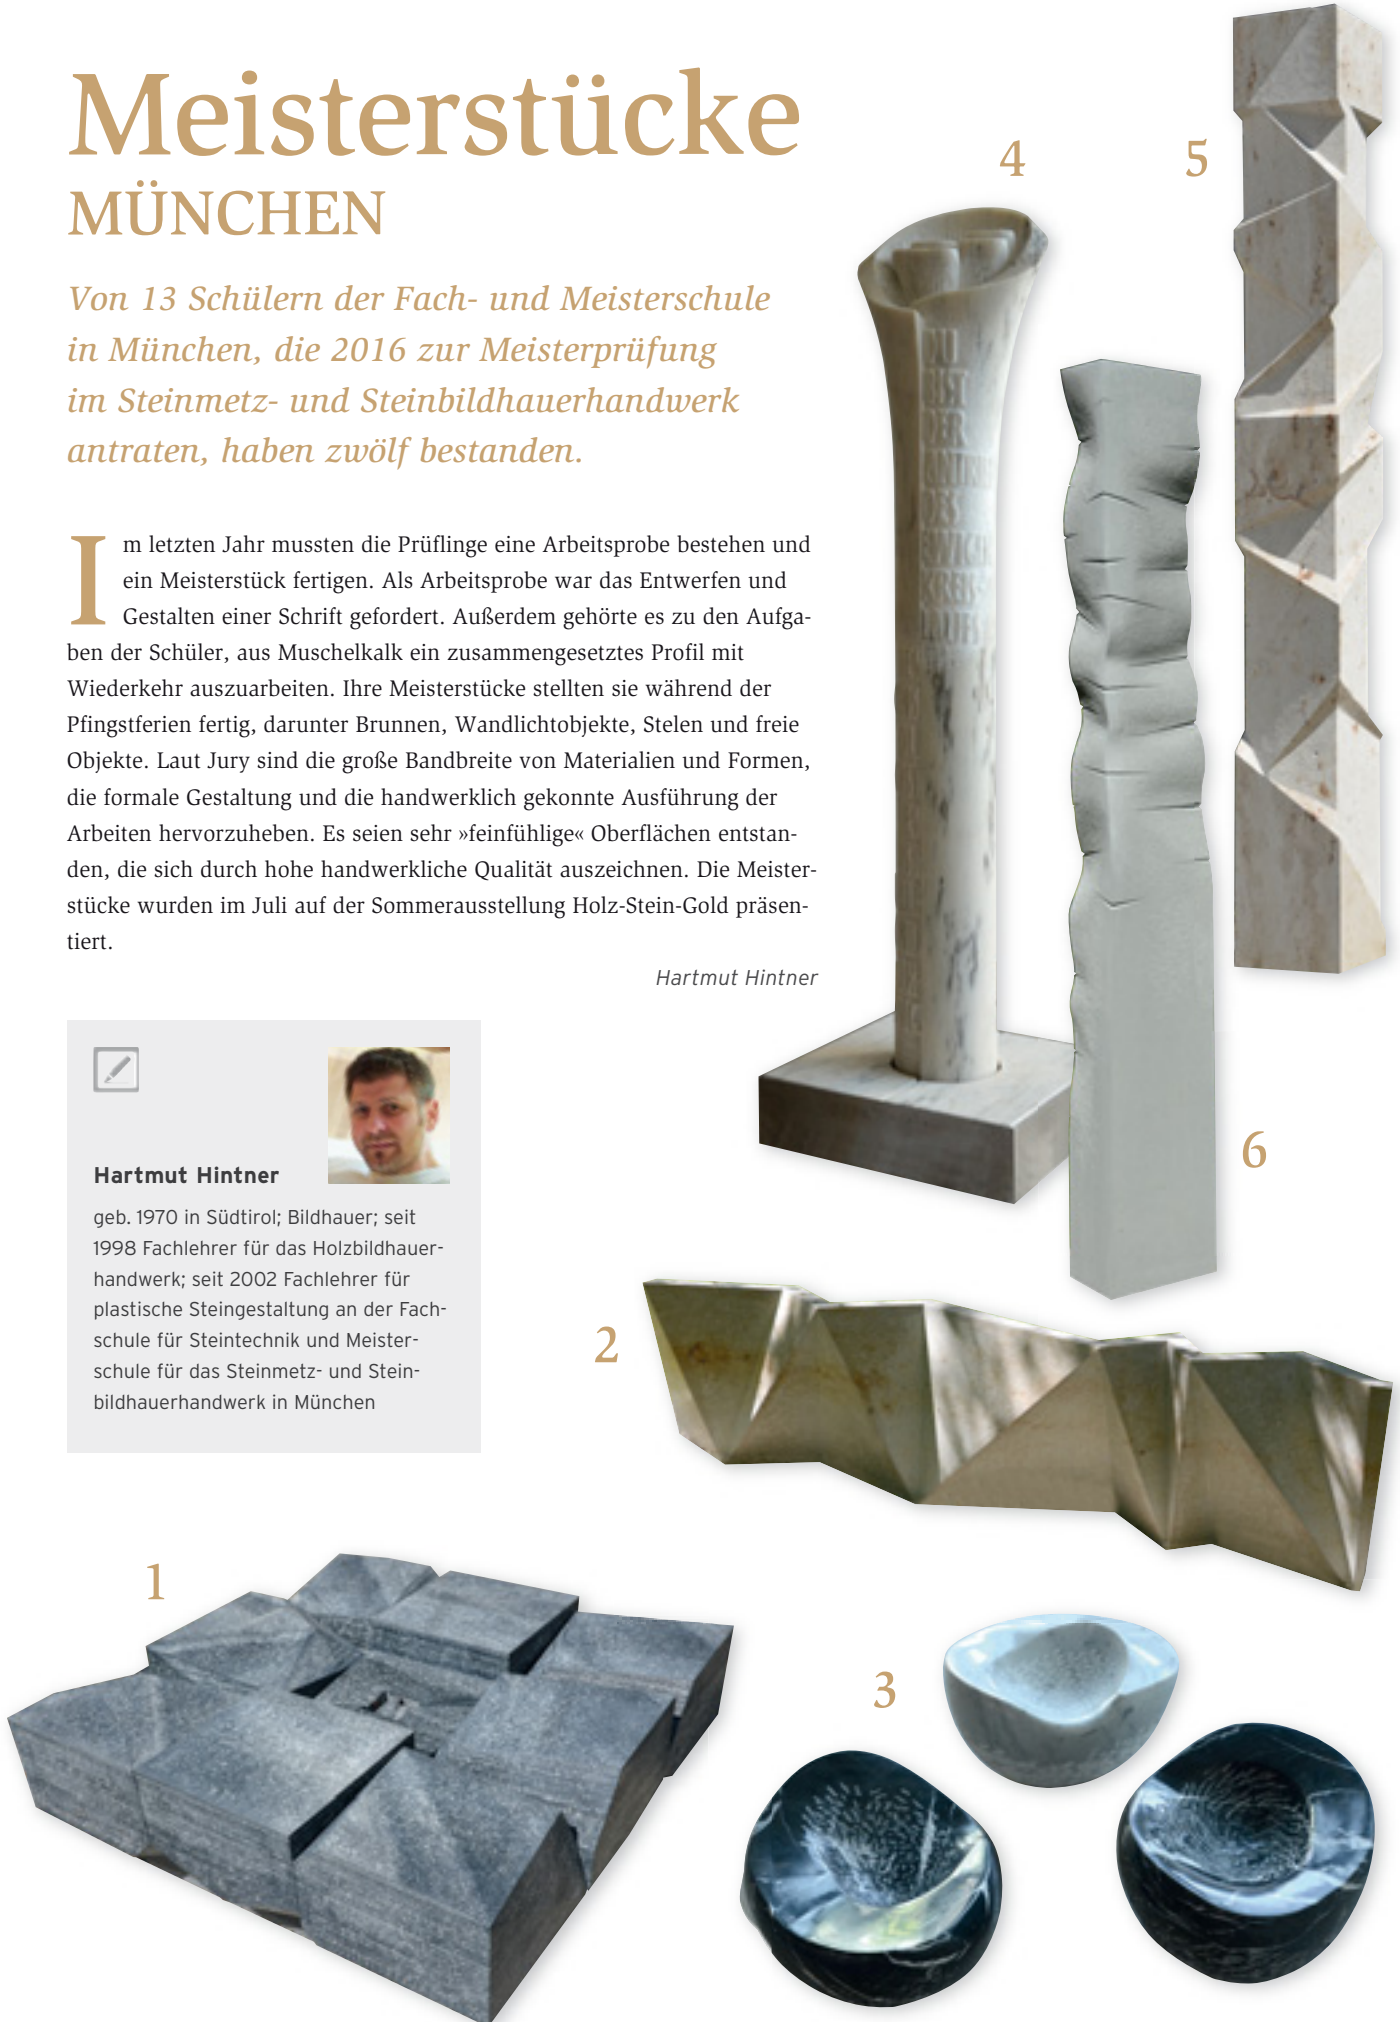 Meisterstücke
MÜNCHEN
Von 13 Schülern der Fach- und Meisterschule
in München, die 2016 zur Meisterprüfung
im Steinmetz- und Steinbildhauerhandwerk
antraten, haben zwölf bestanden.
Im letzten Jahr mussten die Prüflinge eine Arbeitsprobe bestehen und
ein Meisterstück fertigen. Als Arbeitsprobe war das Entwerfen und
Gestalten einer Schrift gefordert. Außerdem gehörte es zu den Aufga-
ben der Schüler, aus Muschelkalk ein zusammengesetztes Profil mit
Wiederkehr auszuarbeiten. Ihre Meisterstücke stellten sie während der
Pfingstferien fertig, darunter Brunnen, Wandlichtobjekte, Stelen und freie
Objekte. Laut Jury sind die große Bandbreite von Materialien und Formen,
die formale Gestaltung und die handwerklich gekonnte Ausführung der
Arbeiten hervorzuheben. Es seien sehr »feinfühlige« Oberflächen entstan-
den, die sich durch hohe handwerkliche Qualität auszeichnen. Die Meister-
stücke wurden im Juli auf der Sommerausstellung Holz-Stein-Gold präsen-
tiert.
Hartmut Hintner
Hartmut Hintner
geb. 1970 in Südtirol; Bildhauer; seit
1998 Fachlehrer für das Holzbildhauer-
handwerk; seit 2002 Fachlehrer für
plastische Steingestaltung an der Fach-
schule für Steintechnik und Meister-
schule für das Steinmetz- und Stein-
bildhauerhandwerk in München
4
5
DER
DES
6
2
1
3